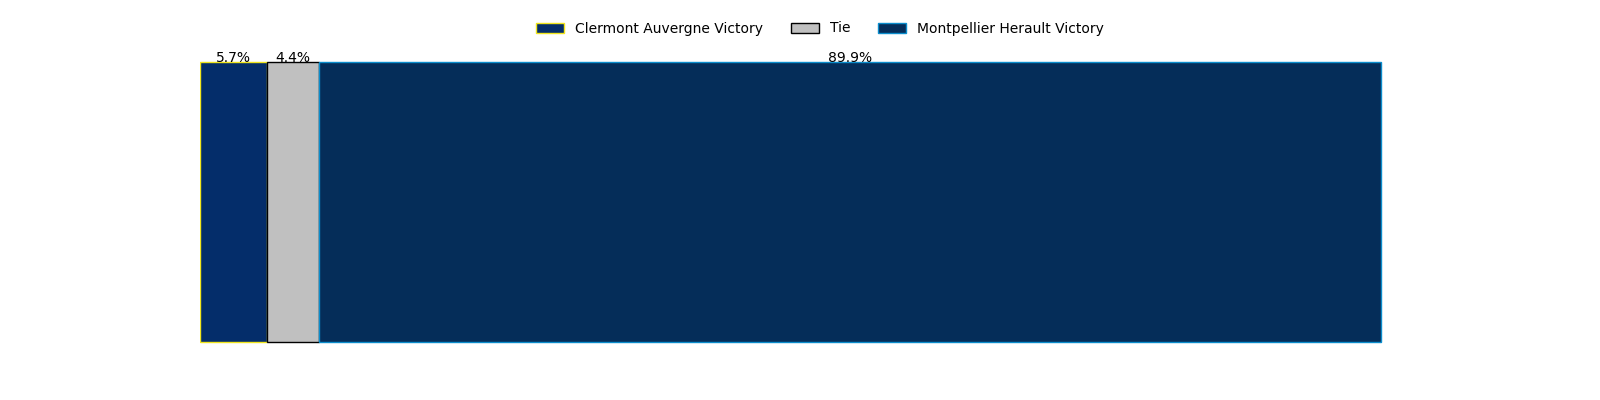 Clermont Auvergne Victory Tie Montpellier Herault Victory
5.7% 4.4% 89.9%